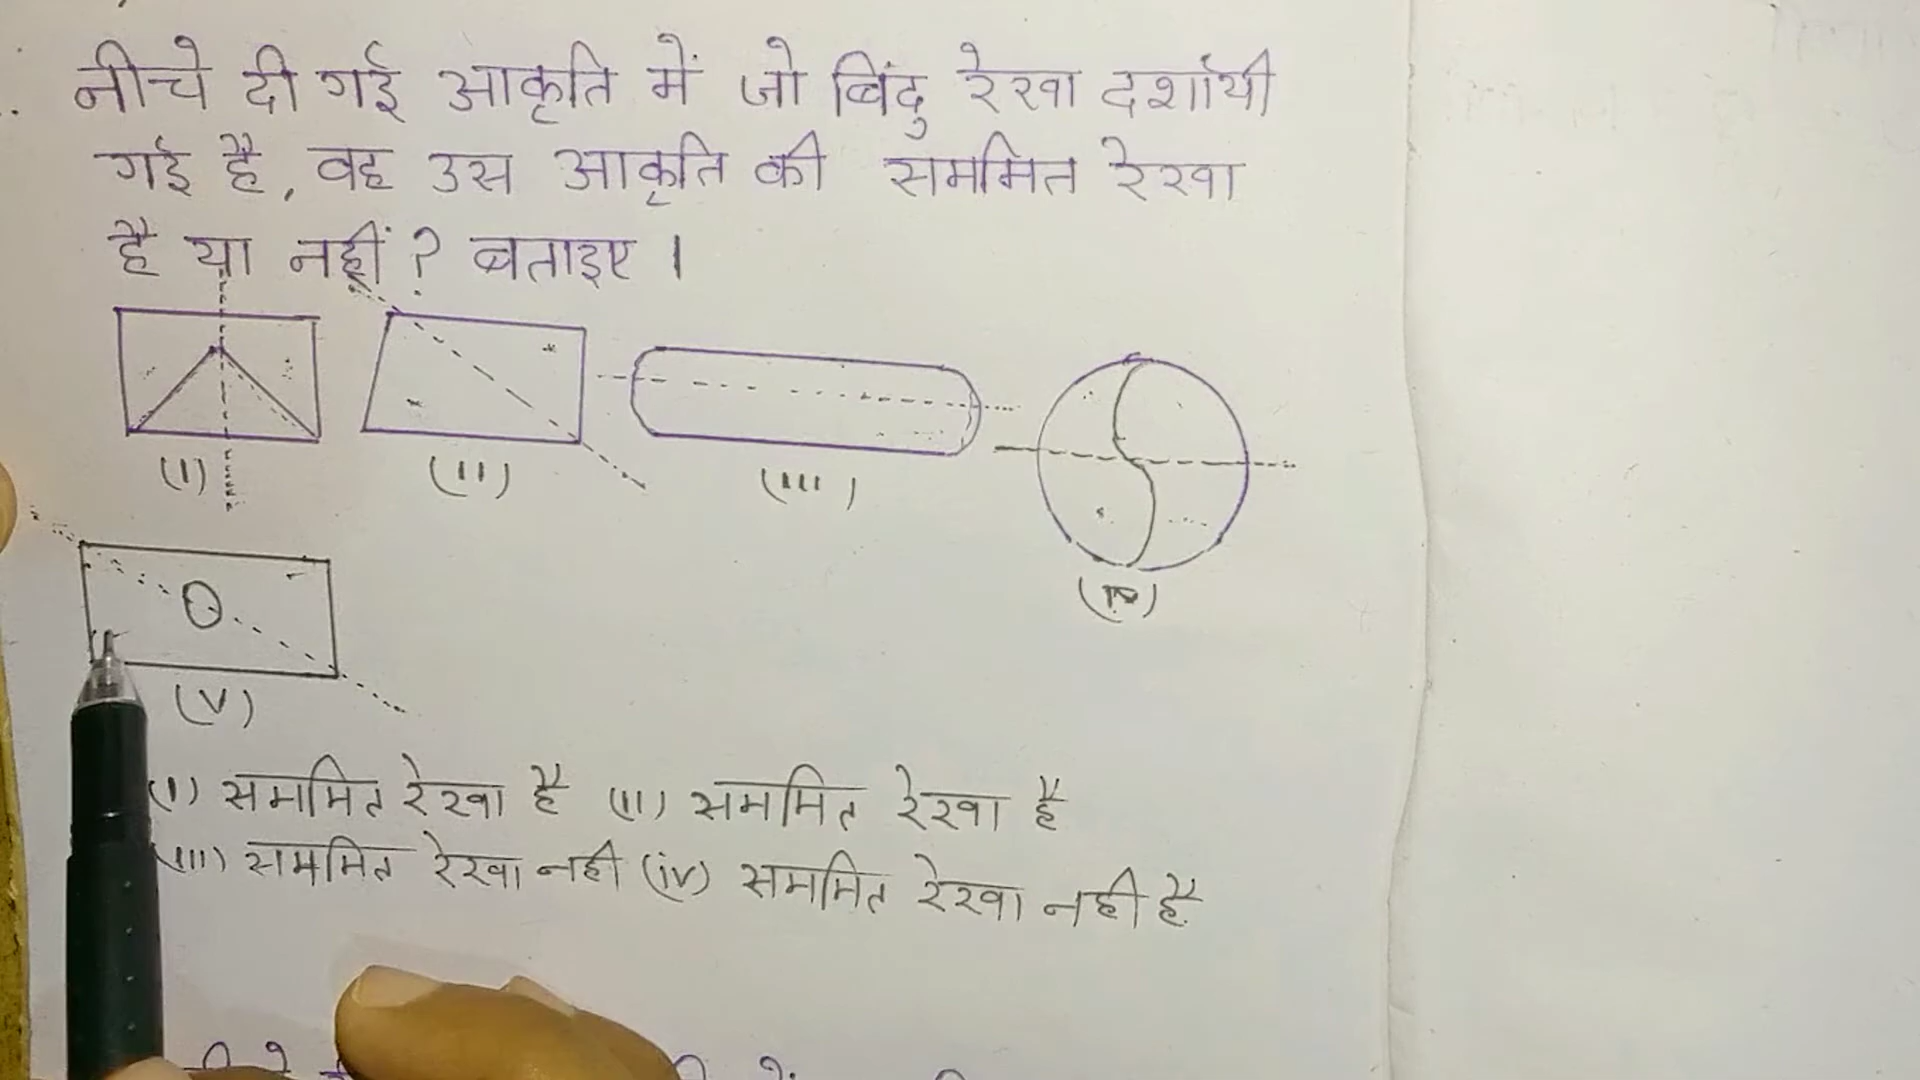 नीचे दी गई आकृति में जो बिंदु रेखा दर्शायी
गई है, वह उस आकृति की सममित रेखा
है या नहीं ? बताइए ।
(I) (II) (III) (IV)
(V)
(I) सममित रेखा है (II) सममित रेखा है
(III) सममित रेखा नही (iv) सममित रेखा नही है